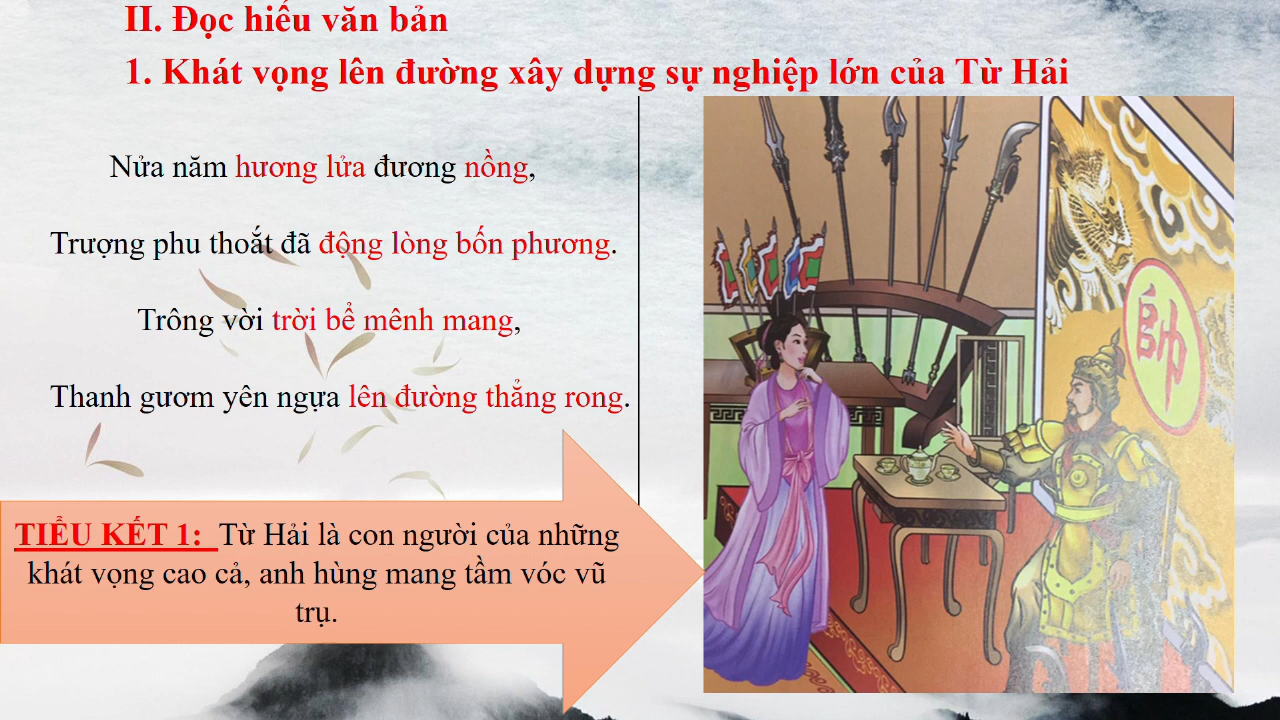 II. Đọc hiểu văn bản
1. Khát vọng lên đường xây dựng sự nghiệp lớn của Từ Hải
Nửa năm hương lửa đương nồng,
Trượng phu thoắt đã động lòng bốn phương.
Trông vời trời bể mênh mang,
Thanh gươm yên ngựa lên đường thẳng rong.
TIỂU KẾT 1: Từ Hải là con người của những
khát vọng cao cả, anh hùng mang tầm vóc vũ
trụ.
帥